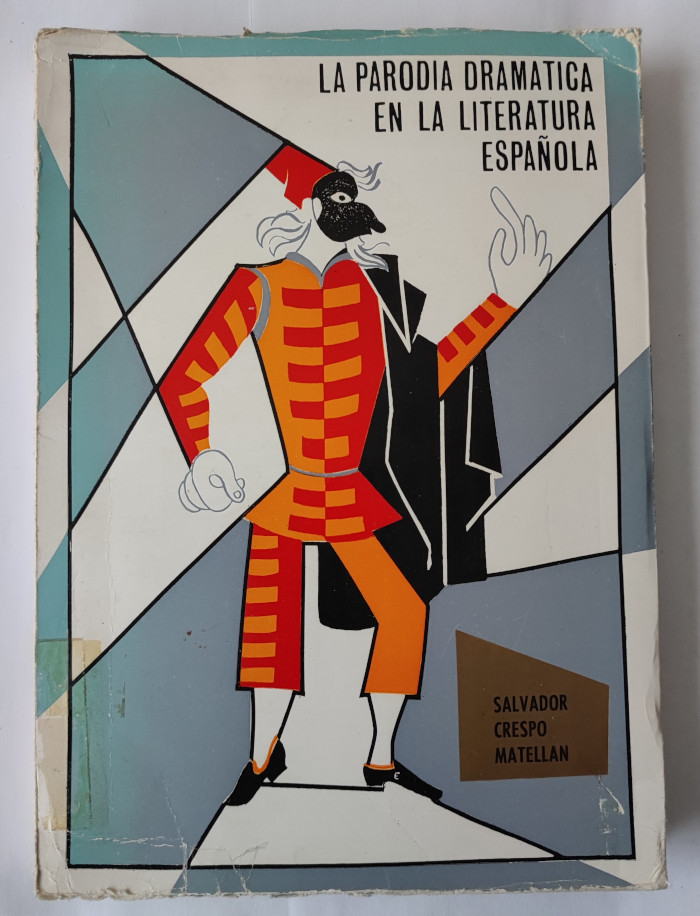 LA PARODIA DRAMATICA
EN LA LITERATURA
ESPAÑOLA
SALVADOR
CRESPO
MATELLAN